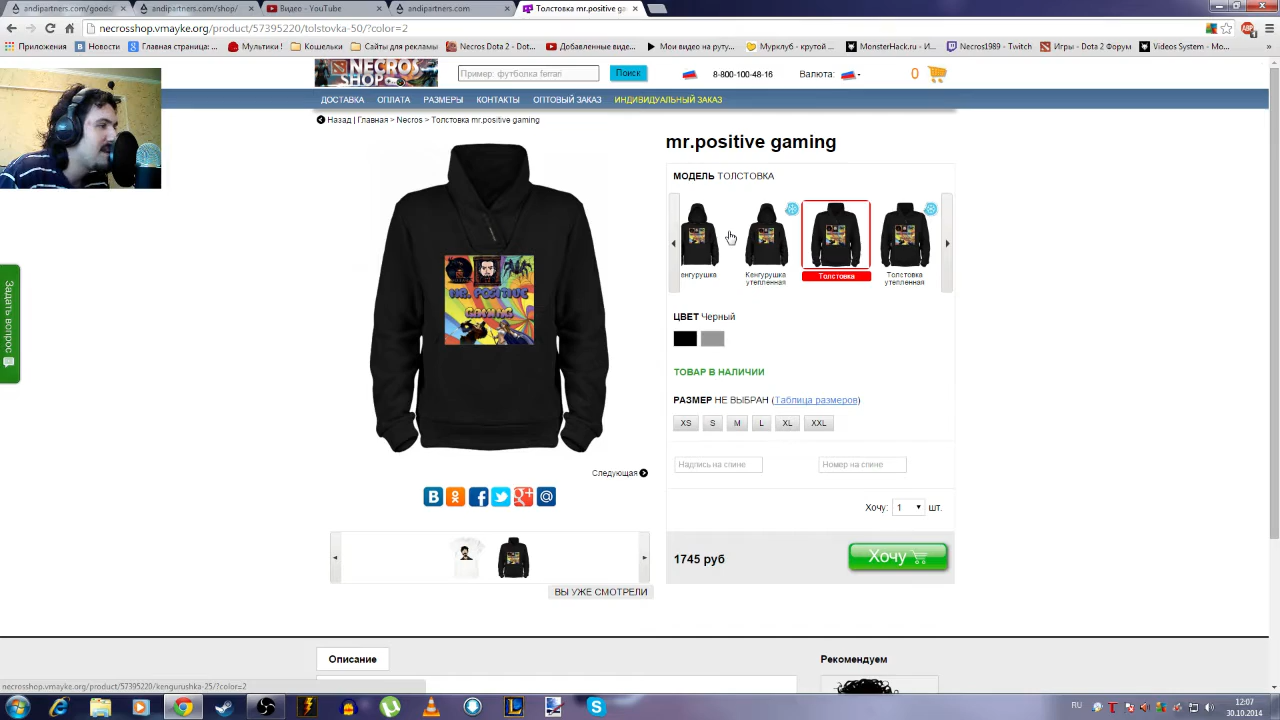 andipartners.com/goods/
andipartners.com/shop/
Видео - YouTube
andipartners.com
Толстовка mr.positive ga
necrosshop.vmayke.org/product/57395220/tolstovka-50/?color=2
Приложения
Новости
Главная страница: ...
Мультики !
Кошельки
Сайты для рекламы
Necros Dota 2 - Dot...
Добавленные виде...
Мои видео на руту...
Мурклуб - крутой ...
MonsterHack.ru - И...
Necros1989 - Twitch
Игры - Dota 2 Форум
Videos System - Mo...
NECROS SHOP
Пример: футболка ferrari
Поиск
8-800-100-48-16
Валюта:
0
ДОСТАВКА
ОПЛАТА
РАЗМЕРЫ
КОНТАКТЫ
ОПТОВЫЙ ЗАКАЗ
ИНДИВИДУАЛЬНЫЙ ЗАКАЗ
Назад | Главная > Necros > Толстовка mr.positive gaming
mr.positive gaming
МОДЕЛЬ ТОЛСТОВКА
енгурушка
Кенгурушка утепленная
Толстовка
Толстовка утепленная
MR. POSITIVE
GAMING
ЦВЕТ Черный
ТОВАР В НАЛИЧИИ
РАЗМЕР НЕ ВЫБРАН (Таблица размеров)
XS S M L XL XXL
Надпись на спине
Номер на спине
Следующая
Хочу: 1 шт.
1745 руб
Хочу
ВЫ УЖЕ СМОТРЕЛИ
Задать вопрос
Описание
Рекомендуем
necrosshop.vmayke.org/product/57395220/kengurushka-25/?color=2
RU
12:07
30.10.2014